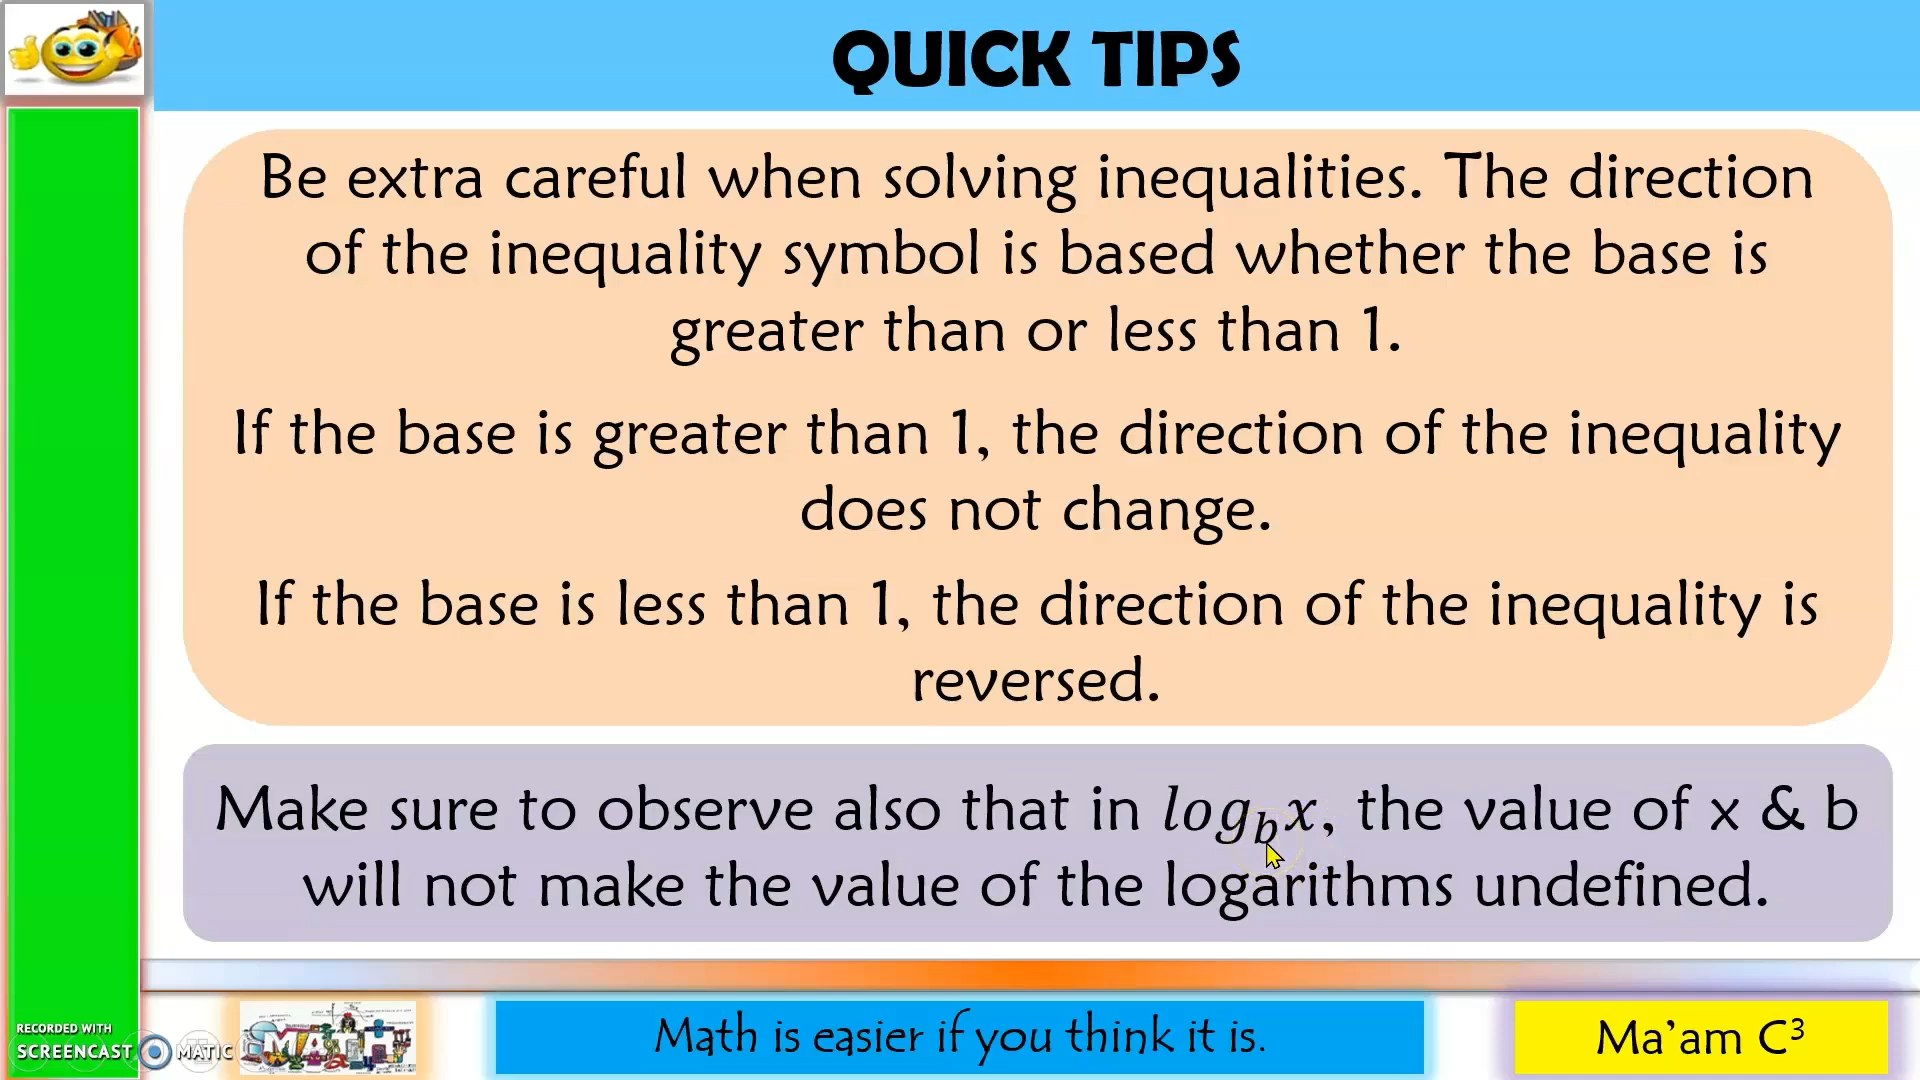 QUICK TIPS
Be extra careful when solving inequalities. The direction
of the inequality symbol is based whether the base is
greater than or less than 1.
If the base is greater than 1, the direction of the inequality
does not change.
If the base is less than 1, the direction of the inequality is
reversed.
Make sure to observe also that in log_b x, the value of x & b
will not make the value of the logarithms undefined.
RECORDED WITH
SCREENCAST MATIC
MATH
Math is easier if you think it is.
Ma'am C³